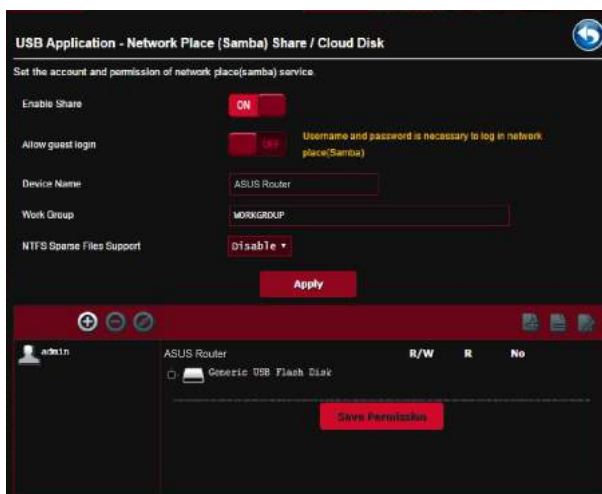 USB Application - Network Place (Samba) Share / Cloud Disk
Set the account and permission of network place(samba) service.
Enable Share ON
Allow guest login OFF Username and password is necessary to log in network
place(Samba)
Device Name ASUS Router
Work Group WORKGROUP
NTFS Sparse Files Support Disable
Apply
admin ASUS Router R/W R No
Generic USB Flash Disk
Save Permission